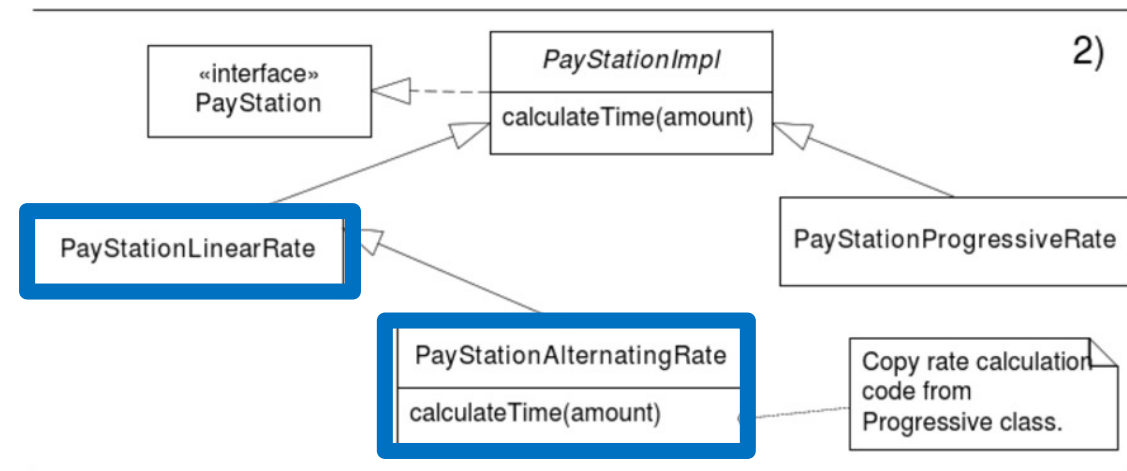 2)
«interface»
PayStation
PayStationImpl
calculateTime(amount)
PayStationLinearRate
PayStationProgressiveRate
PayStationAlternatingRate
calculateTime(amount)
Copy rate calculation
code from
Progressive class.